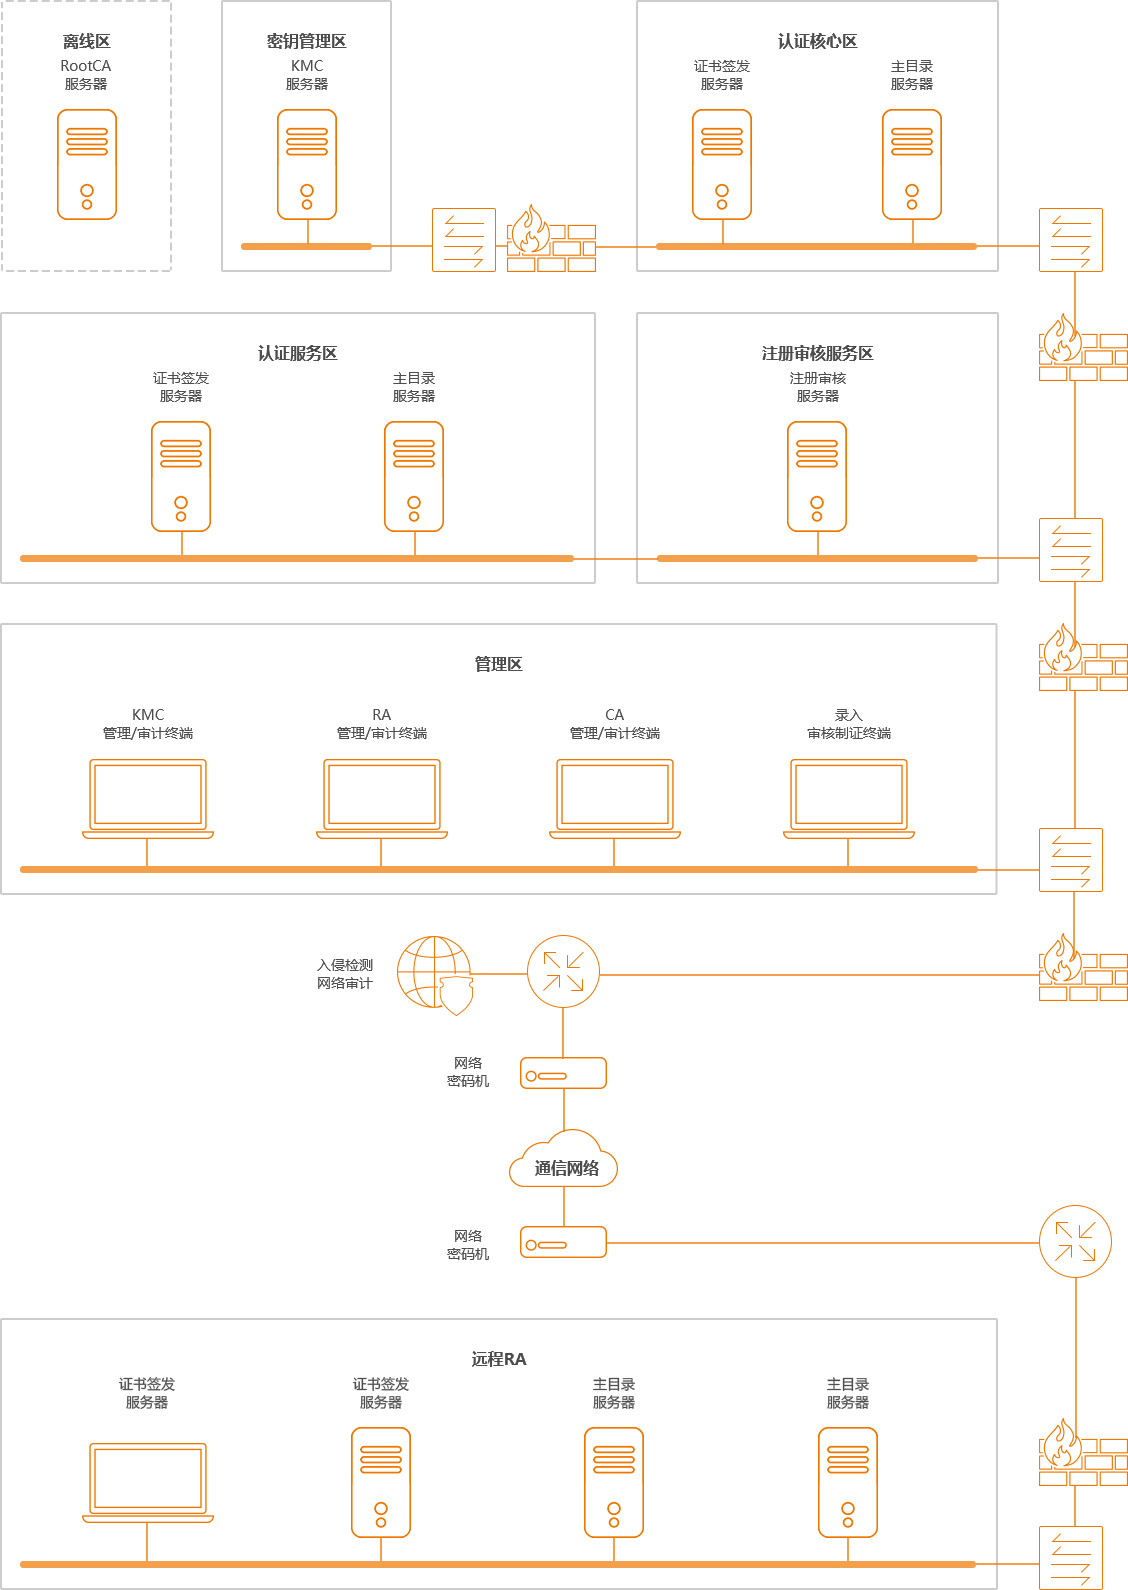 离线区
RootCA
服务器
密钥管理区
KMC
服务器
认证核心区
证书签发
服务器
主目录
服务器
认证服务区
证书签发
服务器
主目录
服务器
注册审核服务区
注册审核
服务器
管理区
KMC
管理/审计终端
RA
管理/审计终端
CA
管理/审计终端
录入
审核制证终端
入侵检测
网络审计
网络
密码机
通信网络
网络
密码机
远程RA
证书签发
服务器
证书签发
服务器
主目录
服务器
主目录
服务器